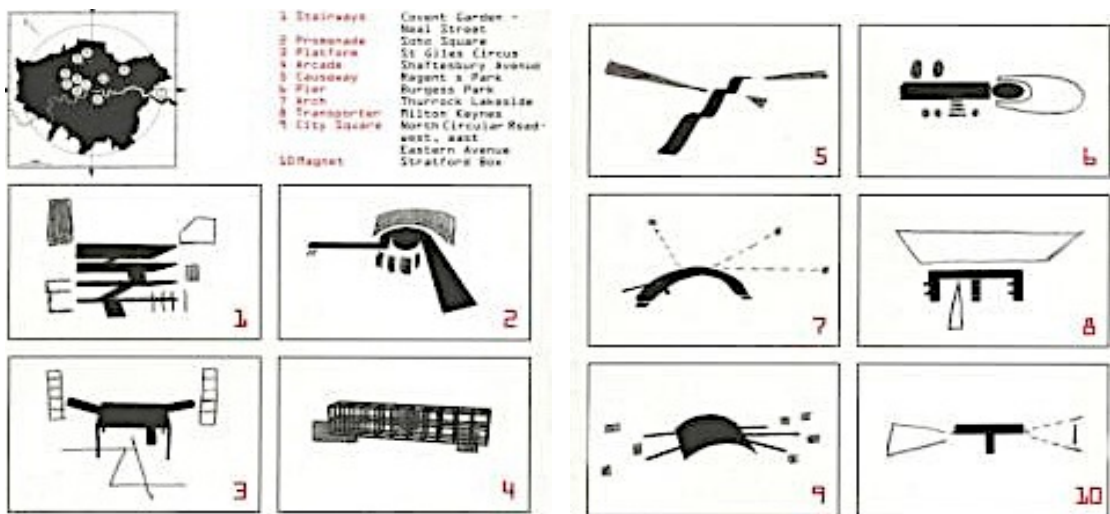 1 Stairways Covent Garden - Neal Street
2 Promenade Soho Square
3 Platform St Giles Circus
4 Arcade Shaftesbury Avenue
5 Causeway Regent s Park
6 Pier Burgess Park
7 Arch Thurrock Lakeside
8 Transporter Milton Keynes
9 City Square North Circular Road-
west, east
Eastern Avenue
10 Magnet Stratford Box
1
2
3
4
5
6
7
8
9
10